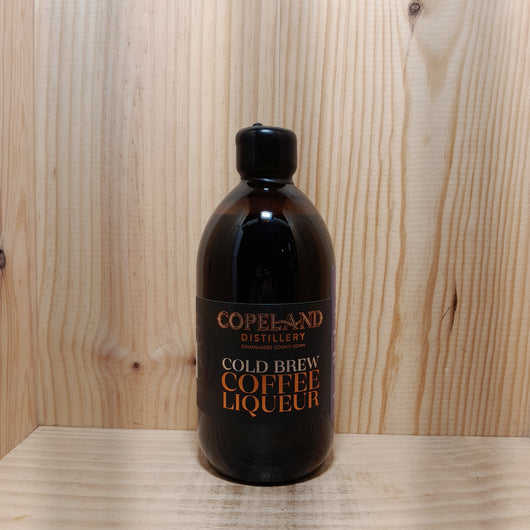 COPELAND
DISTILLERY
DONAGHADEE COUNTY DOWN
COLD BREW
COFFEE
LIQUEUR